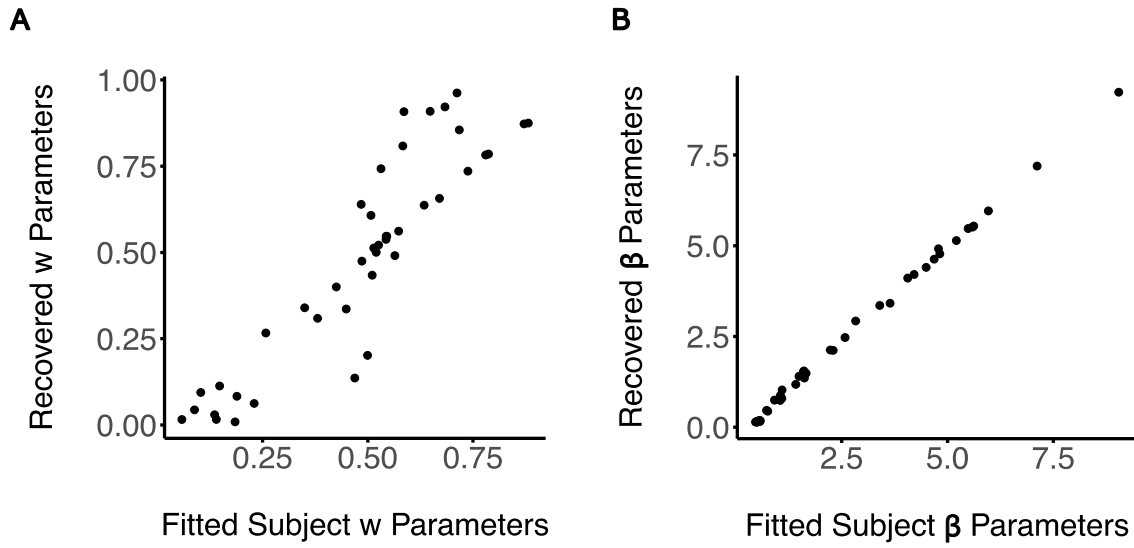 A
Recovered w Parameters
1.00
0.75
0.50
0.25
0.00
0.25 0.50 0.75
Fitted Subject w Parameters
B
Recovered β Parameters
7.5
5.0
2.5
0.0
2.5 5.0 7.5
Fitted Subject β Parameters